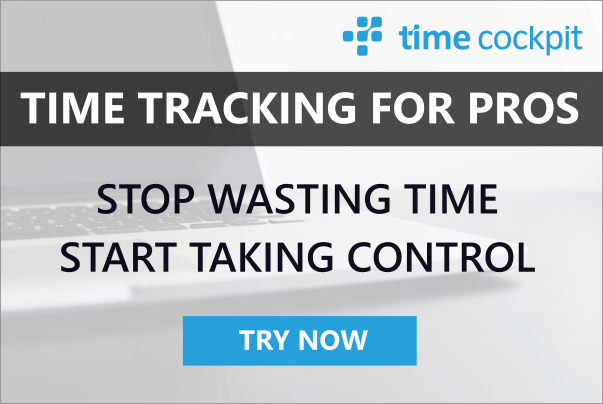 time cockpit
TIME TRACKING FOR PROS
STOP WASTING TIME
START TAKING CONTROL
TRY NOW